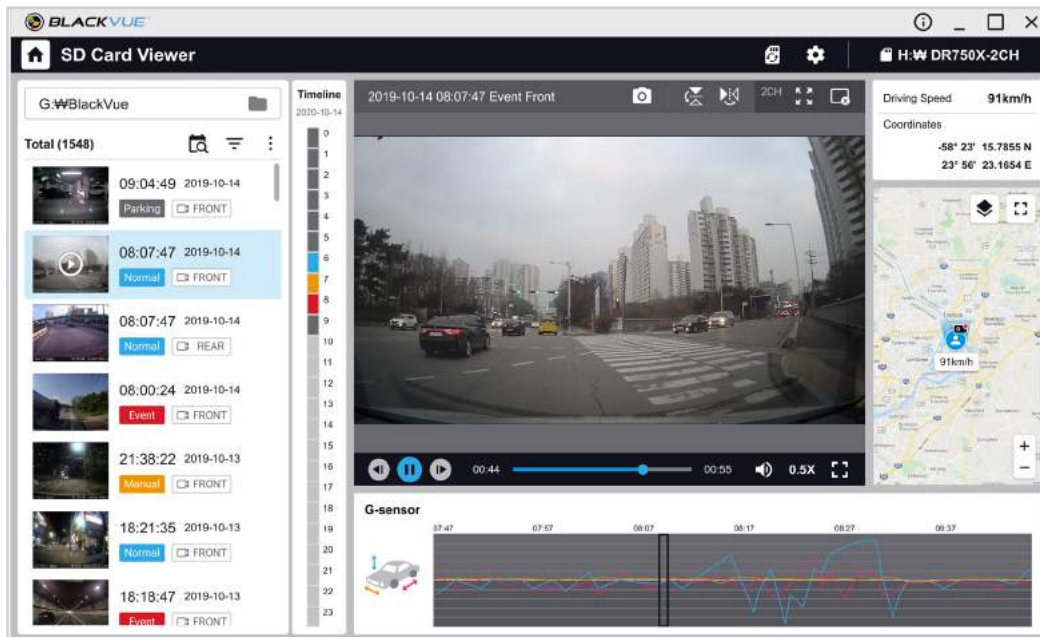 BLACKVUE
SD Card Viewer
H:₩ DR750X-2CH
G:₩BlackVue
Total (1548)
09:04:49 2019-10-14
Parking FRONT
08:07:47 2019-10-14
Normal FRONT
08:07:47 2019-10-14
Normal REAR
08:00:24 2019-10-14
Event FRONT
21:38:22 2019-10-13
Manual FRONT
18:21:35 2019-10-13
Normal FRONT
18:18:47 2019-10-13
Event FRONT
Timeline
2020-10-14
0
1
2
3
4
5
6
7
8
9
10
11
12
13
14
15
16
17
18
19
20
21
22
23
2019-10-14 08:07:47 Event Front
2CH
00:44
00:55
0.5X
Driving Speed 91km/h
Coordinates
-58° 23' 15.7855 N
23° 56' 23.1654 E
91km/h
+
−
G-sensor
07:47 07:57 08:07 08:17 08:27 08:37